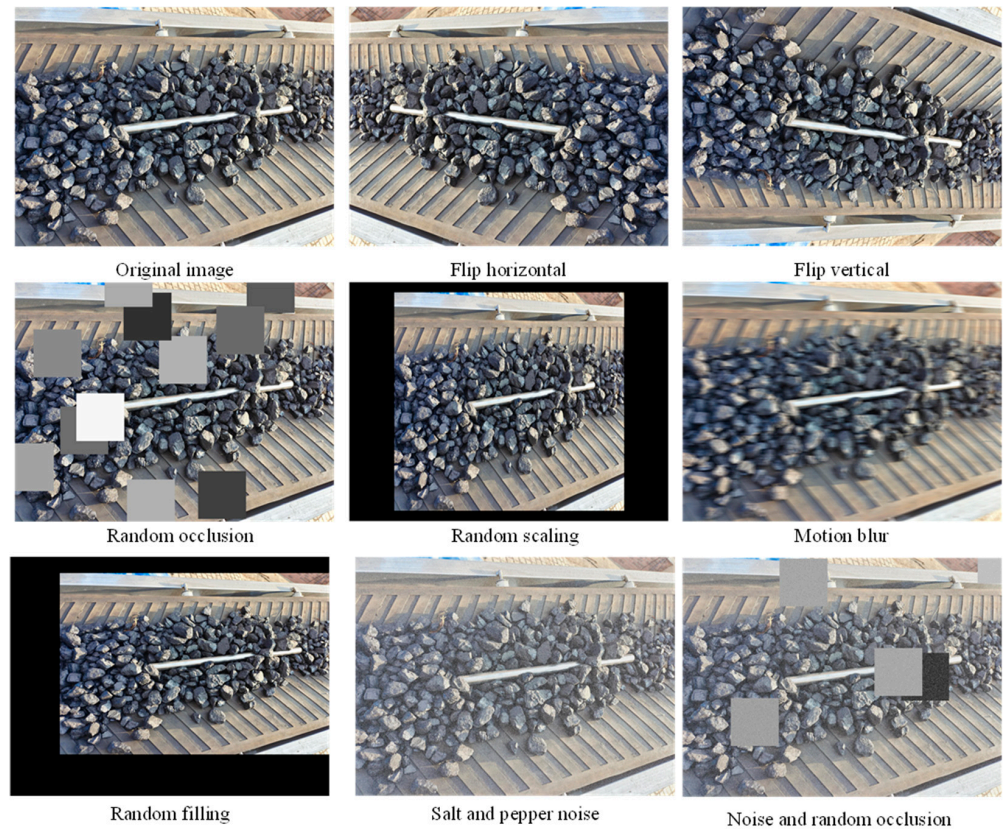 Original image
Flip horizontal
Flip vertical
Random occlusion
Random scaling
Motion blur
Random filling
Salt and pepper noise
Noise and random occlusion